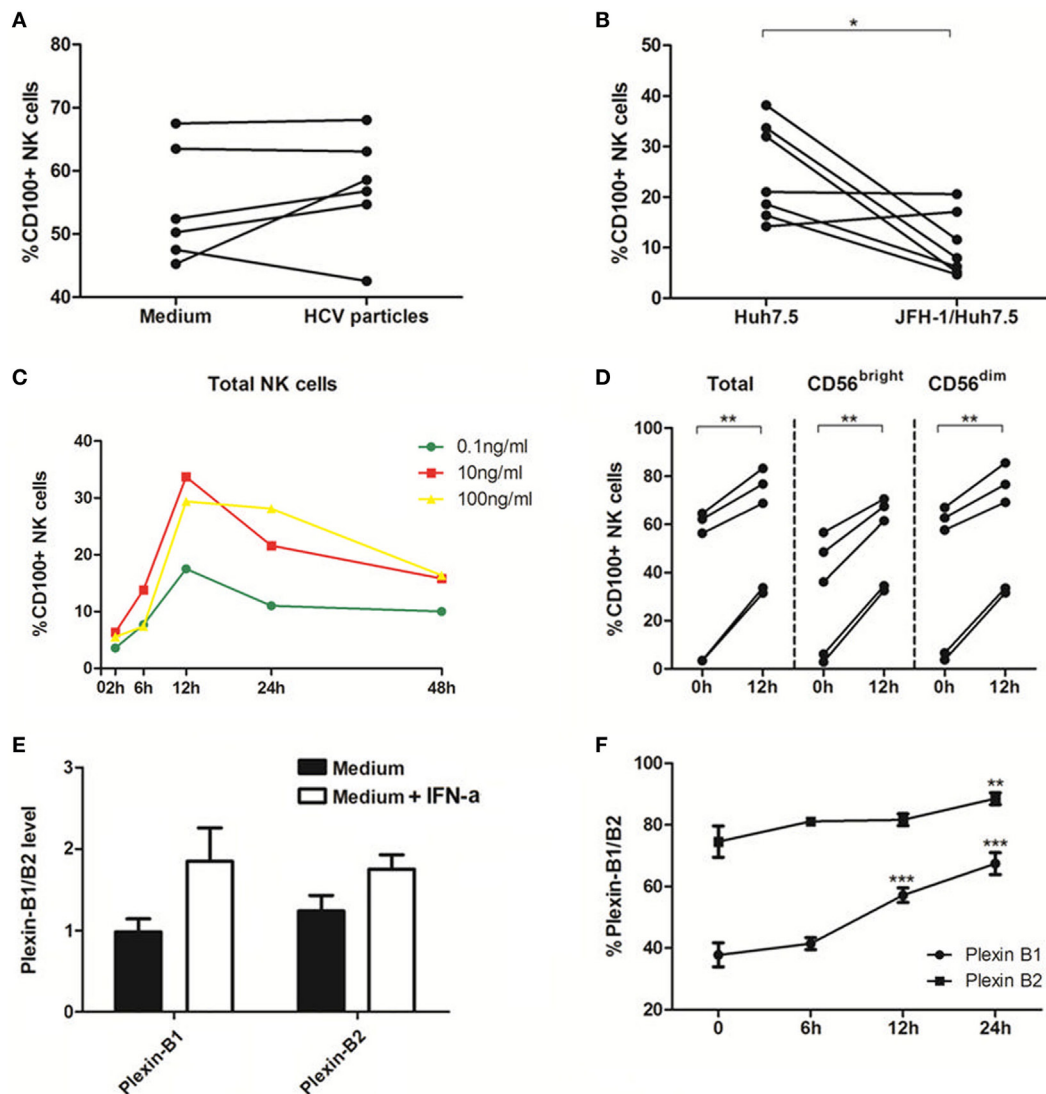 A
%CD100+ NK cells
80
70
60
50
40
Medium HCV particles
B
*
%CD100+ NK cells
50
40
30
20
10
0
Huh7.5 JFH-1/Huh7.5
C
Total NK cells
%CD100+ NK cells
40
30
20
10
0
02h 6h 12h 24h 48h
0.1ng/ml
10ng/ml
100ng/ml
D
Total CD56bright CD56dim
** ** **
%CD100+ NK cells
100
80
60
40
20
0
0h 12h 0h 12h 0h 12h
E
Plexin-B1/B2 level
3
2
1
0
Medium
Medium + IFN-a
Plexin-B1 Plexin-B2
F
% Plexin-B1/B2
100
80
60
40
20
**
***
***
Plexin B1
Plexin B2
0 6h 12h 24h